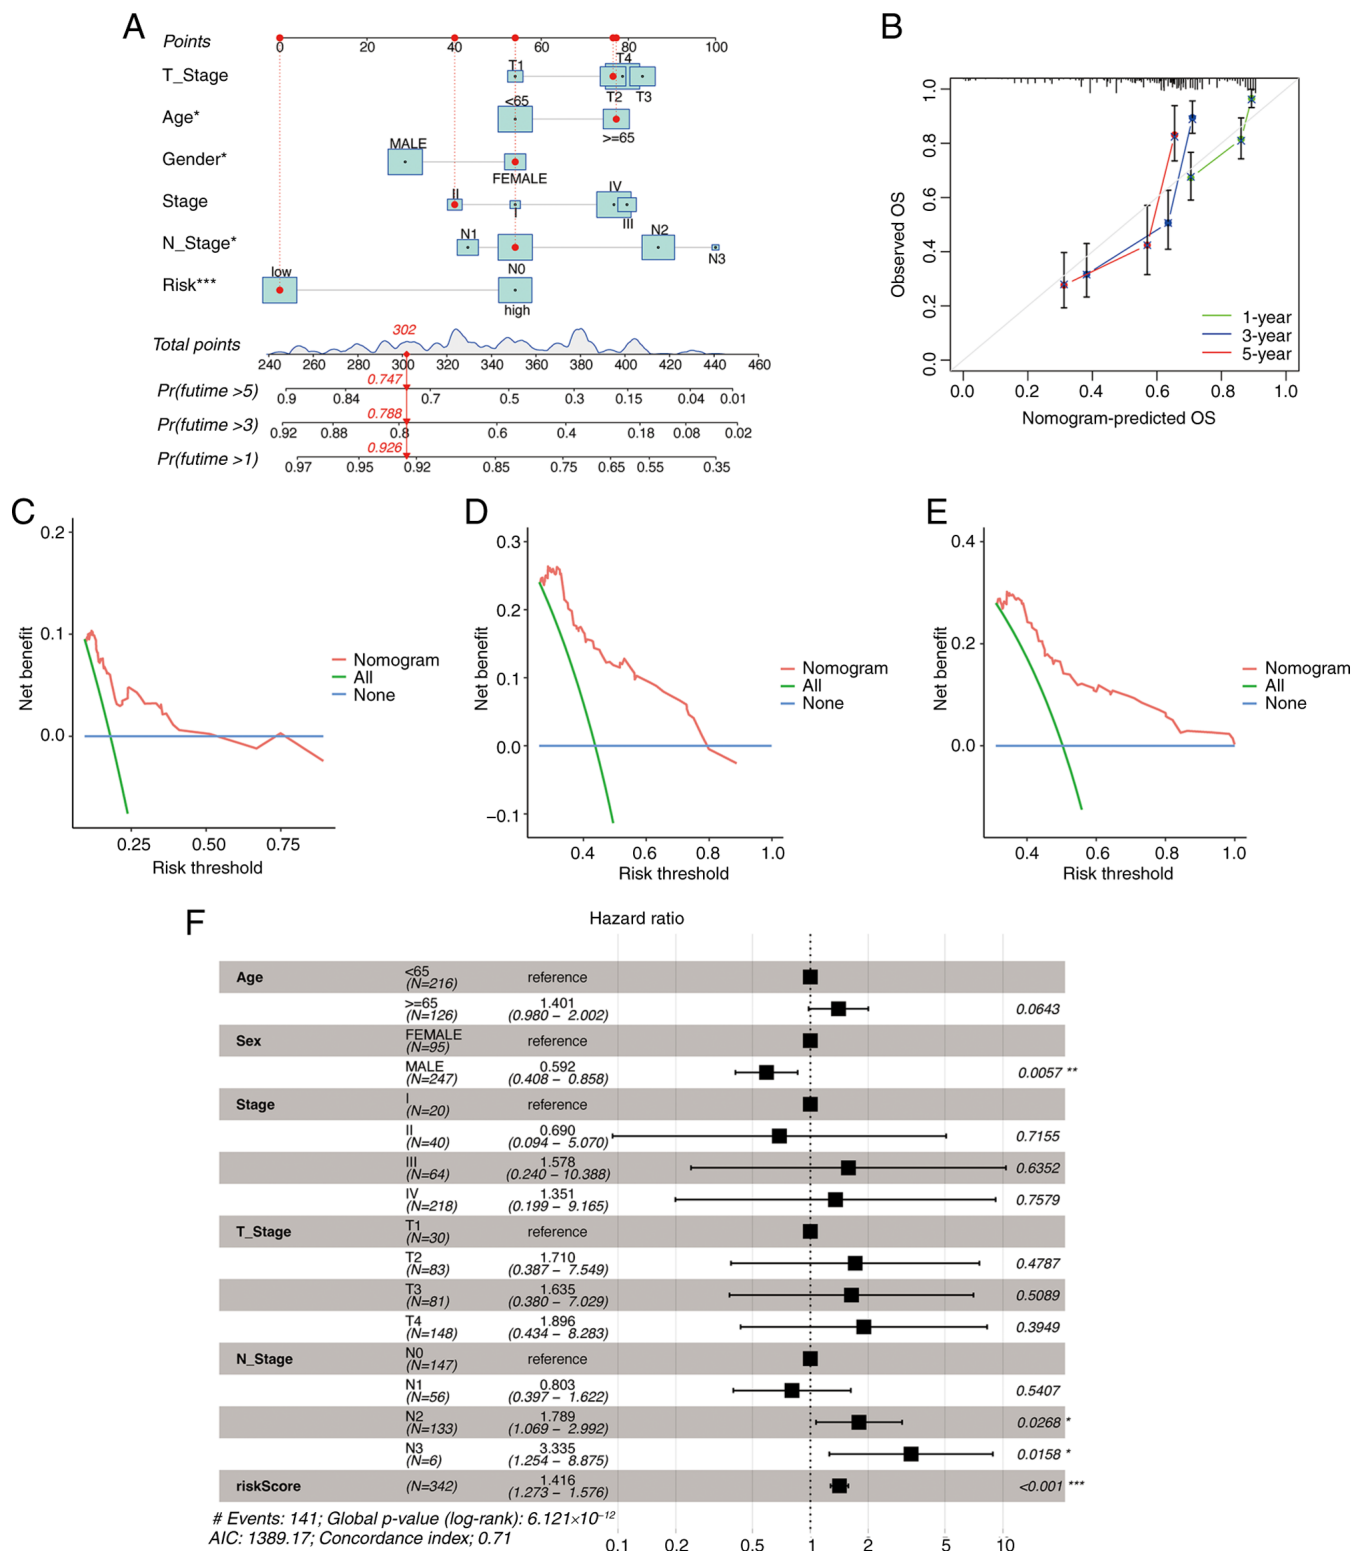 A
Points
0 20 40 60 80 100
T_Stage
T1 T4
T2 T3
Age*
<65
>=65
Gender*
MALE
FEMALE
Stage
II IV
I III
N_Stage*
N1 N2
N0 N3
Risk***
low
high
Total points
302
240 260 280 300 320 340 360 380 400 420 440 460
0.747
Pr(futime >5)
0.9 0.84 0.7 0.5 0.3 0.15 0.04 0.01
0.788
Pr(futime >3)
0.92 0.88 0.8 0.6 0.4 0.18 0.08 0.02
0.926
Pr(futime >1)
0.97 0.95 0.92 0.85 0.75 0.65 0.55 0.35
B
Observed OS
1.0
0.8
0.6
0.4
0.2
0.0
1-year
3-year
5-year
0.0 0.2 0.4 0.6 0.8 1.0
Nomogram-predicted OS
C
Net benefit
0.2
0.1
0.0
Nomogram
All
None
0.25 0.50 0.75
Risk threshold
D
Net benefit
0.3
0.2
0.1
0.0
−0.1
Nomogram
All
None
0.4 0.6 0.8 1.0
Risk threshold
E
Net benefit
0.4
0.2
0.0
Nomogram
All
None
0.4 0.6 0.8 1.0
Risk threshold
F
Hazard ratio
Age <65 (N=216) reference
>=65 (N=126) 1.401 (0.980 − 2.002) 0.0643
Sex FEMALE (N=95) reference
MALE (N=247) 0.592 (0.408 − 0.858) 0.0057 **
Stage I (N=20) reference
II (N=40) 0.690 (0.094 − 5.070) 0.7155
III (N=64) 1.578 (0.240 − 10.388) 0.6352
IV (N=218) 1.351 (0.199 − 9.165) 0.7579
T_Stage T1 (N=30) reference
T2 (N=83) 1.710 (0.387 − 7.549) 0.4787
T3 (N=81) 1.635 (0.380 − 7.029) 0.5089
T4 (N=148) 1.896 (0.434 − 8.283) 0.3949
N_Stage N0 (N=147) reference
N1 (N=56) 0.803 (0.397 − 1.622) 0.5407
N2 (N=133) 1.789 (1.069 − 2.992) 0.0268 *
N3 (N=6) 3.335 (1.254 − 8.875) 0.0158 *
riskScore (N=342) 1.416 (1.273 − 1.576) <0.001 ***
# Events: 141; Global p-value (log-rank): 6.121×10⁻¹²
AIC: 1389.17; Concordance index; 0.71
0.1 0.2 0.5 1 2 5 10